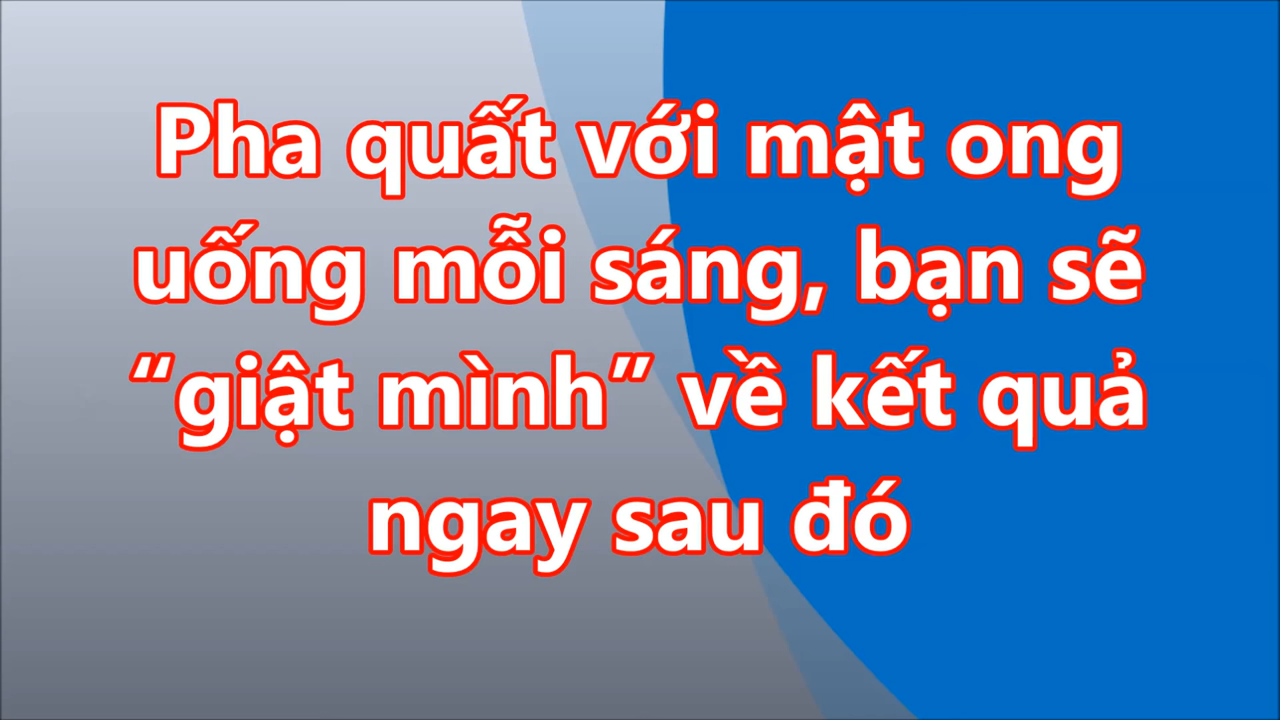 Pha quất với mật ong
uống mỗi sáng, bạn sẽ
“giật mình” về kết quả
ngay sau đó